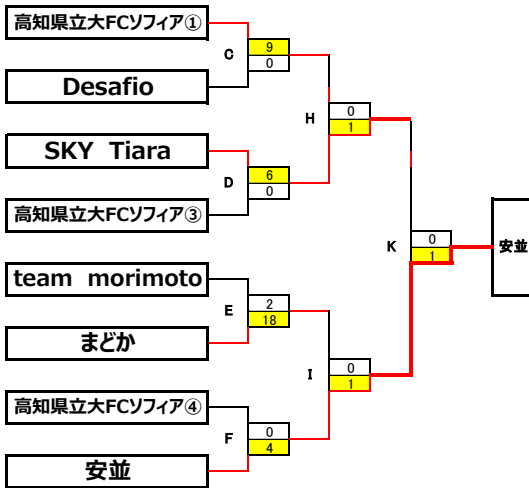 高知県立大FCソフィア①
C
9
0
Desafio
H
0
1
SKY Tiara
D
6
0
高知県立大FCソフィア③
K
0
1
安並
team morimoto
E
2
18
まどか
I
0
1
高知県立大FCソフィア④
F
0
4
安並